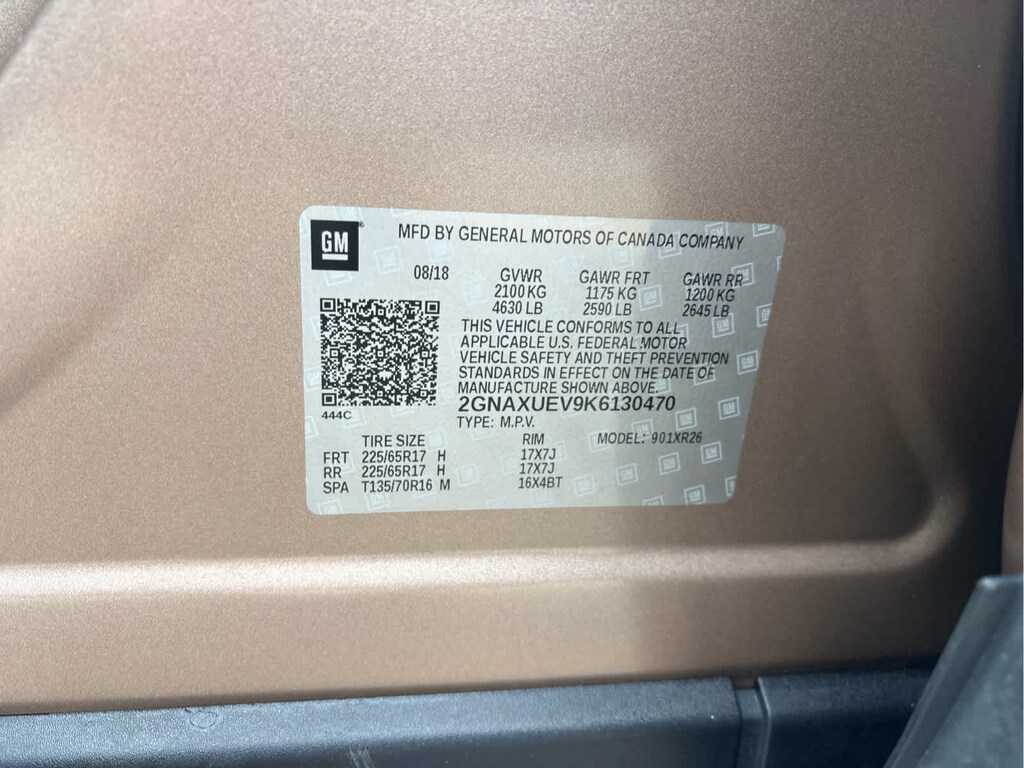 GM
MFD BY GENERAL MOTORS OF CANADA COMPANY
08/18 GVWR GAWR FRT GAWR RR
2100 KG 1175 KG 1200 KG
4630 LB 2590 LB 2645 LB
THIS VEHICLE CONFORMS TO ALL
APPLICABLE U.S. FEDERAL MOTOR
VEHICLE SAFETY AND THEFT PREVENTION
STANDARDS IN EFFECT ON THE DATE OF
MANUFACTURE SHOWN ABOVE.
444C
2GNAXUEV9K6130470
TYPE: M.P.V.
TIRE SIZE RIM MODEL: 901XR26
FRT 225/65R17 H 17X7J
RR 225/65R17 H 17X7J
SPA T135/70R16 M 16X4BT